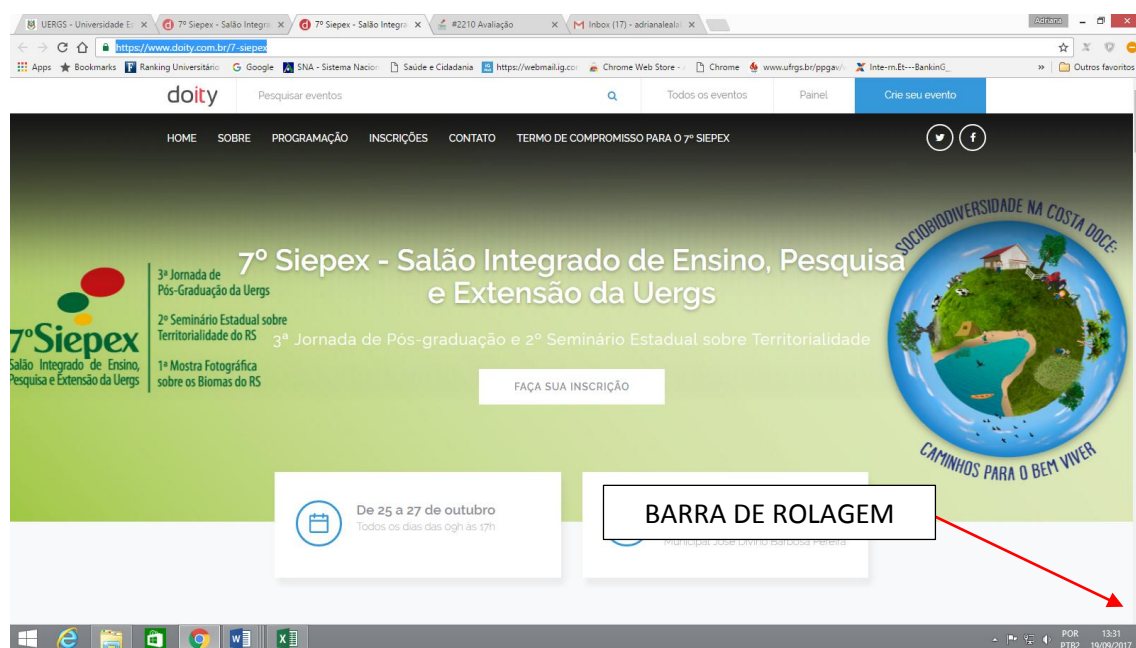 UERGS - Universidade Es
7º Siepex - Salão Integra
7º Siepex - Salão Integra
#2210 Avaliação
Inbox (17) - adrianaleala
Adriana
https://www.doity.com.br/7-siepex
Apps
Bookmarks
Ranking Universitário
Google
SNA - Sistema Nacion
Saúde e Cidadania
https://webmail.ig.cor
Chrome Web Store -
Chrome
www.ufrgs.br/ppgav/
Inte-rn.Et---BankinG_
»
Outros favoritos
doity
Pesquisar eventos
Todos os eventos
Painel
Crie seu evento
HOME
SOBRE
PROGRAMAÇÃO
INSCRIÇÕES
CONTATO
TERMO DE COMPROMISSO PARA O 7º SIEPEX
7º Siepex - Salão Integrado de Ensino, Pesquisa
e Extensão da Uergs
3ª Jornada de Pós-graduação e 2º Seminário Estadual sobre Territorialidade
FAÇA SUA INSCRIÇÃO
7ºSiepex
Salão Integrado de Ensino,
Pesquisa e Extensão da Uergs
3ª Jornada de
Pós-Graduação da Uergs
2º Seminário Estadual sobre
Territorialidade do RS
1ª Mostra Fotográfica
sobre os Biomas do RS
SOCIOBIODIVERSIDADE NA COSTA DOCE:
CAMINHOS PARA O BEM VIVER
De 25 a 27 de outubro
Todos os dias das 09h às 17h
BARRA DE ROLAGEM
Municipal José Divino Barbosa Pereira
POR
PTB2
13:31
19/09/2017